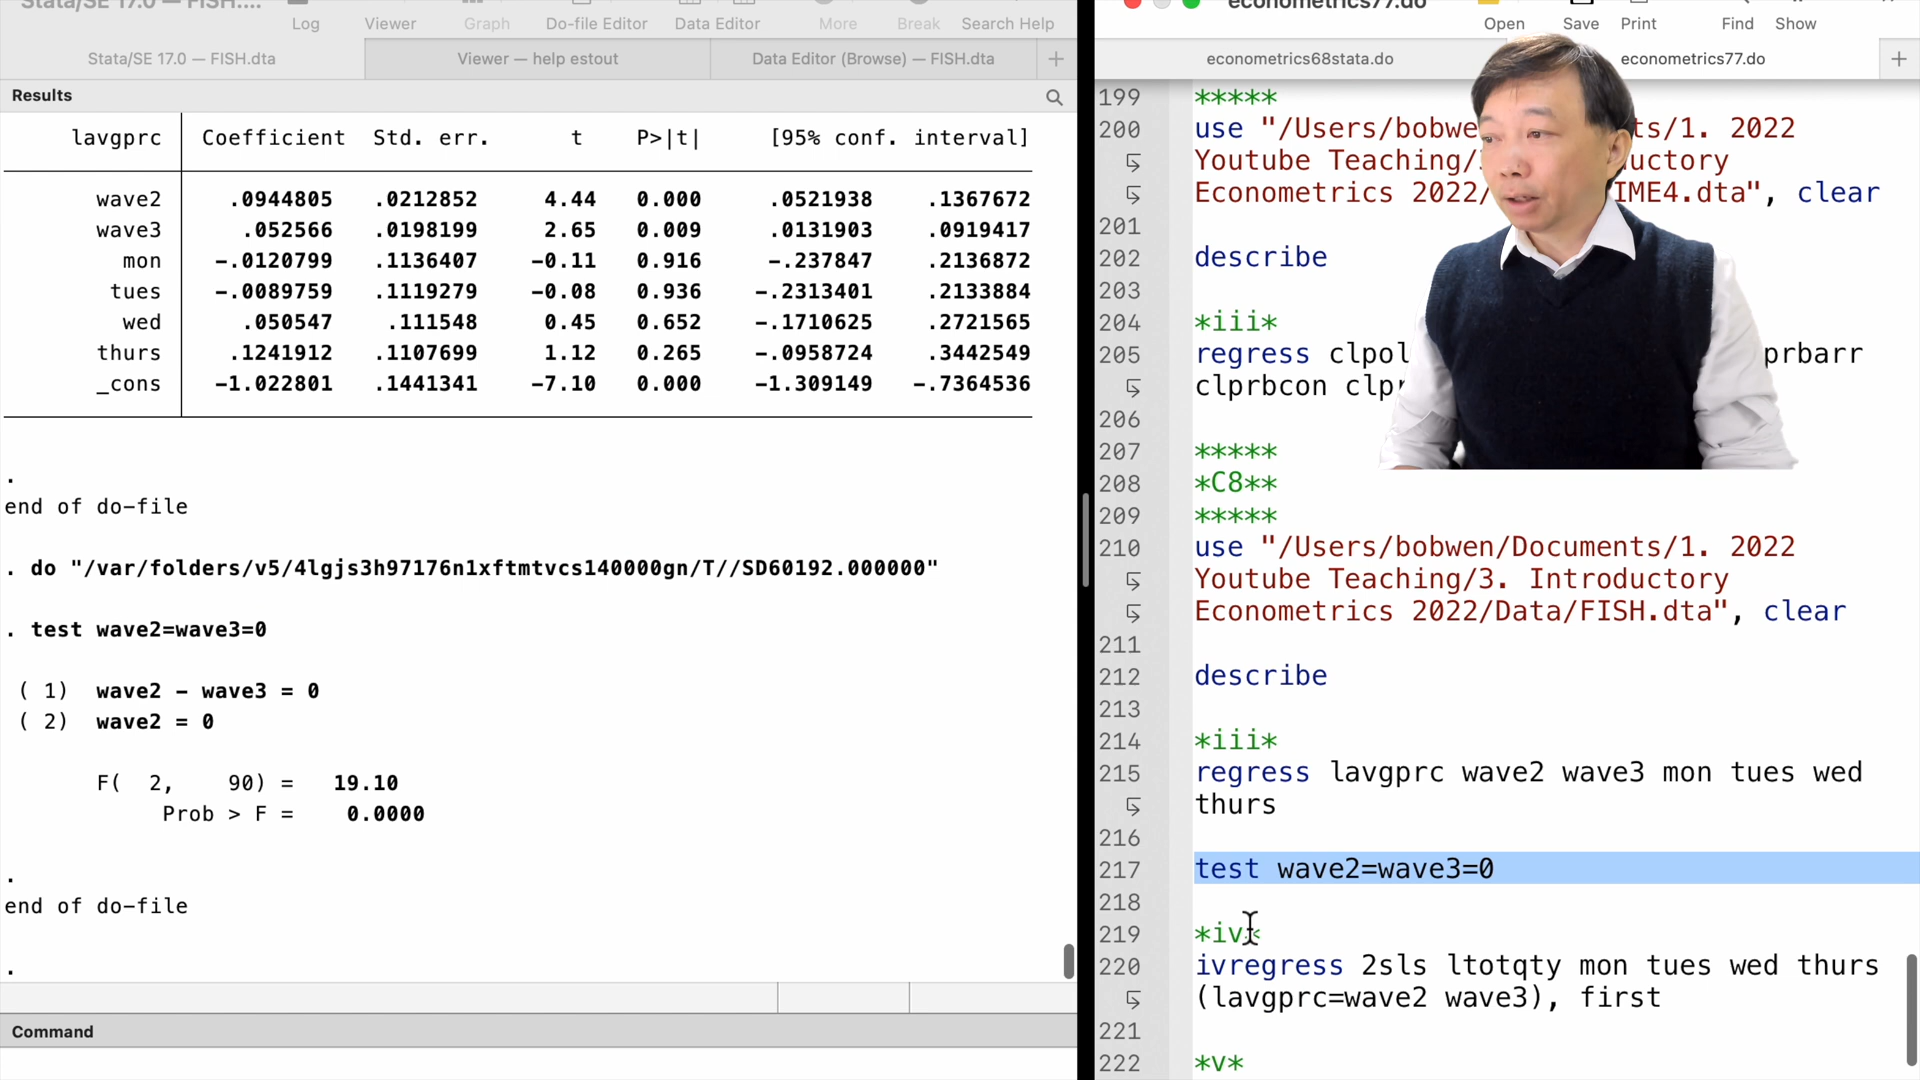 Stata/SE 17.0 — FISH....
Log
Viewer
Graph
Do-file Editor
Data Editor
More
Break
Search Help
Stata/SE 17.0 — FISH.dta
Viewer — help estout
Data Editor (Browse) — FISH.dta
+
Results
lavgprc Coefficient Std. err. t P>|t| [95% conf. interval]
wave2 .0944805 .0212852 4.44 0.000 .0521938 .1367672
wave3 .052566 .0198199 2.65 0.009 .0131903 .0919417
mon -.0120799 .1136407 -0.11 0.916 -.237847 .2136872
tues -.0089759 .1119279 -0.08 0.936 -.2313401 .2133884
wed .050547 .111548 0.45 0.652 -.1710625 .2721565
thurs .1241912 .1107699 1.12 0.265 -.0958724 .3442549
_cons -1.022801 .1441341 -7.10 0.000 -1.309149 -.7364536
.
end of do-file
. do "/var/folders/v5/4lgjs3h97176n1xftmtvcs140000gn/T//SD60192.000000"
. test wave2=wave3=0
( 1) wave2 - wave3 = 0
( 2) wave2 = 0
F( 2, 90) = 19.10
Prob > F = 0.0000
.
end of do-file
.
Command
econometrics77.do
Open
Save
Print
Find
Show
econometrics68stata.do
econometrics77.do
+
199 *****
200 use "/Users/bobwe ts/1. 2022
Youtube Teaching/ uctory
Econometrics 2022/ IME4.dta", clear
201
202 describe
203
204 *iii*
205 regress clpol prbarr
clprbcon clpr
206
207 *****
208 *C8**
209 *****
210 use "/Users/bobwen/Documents/1. 2022
Youtube Teaching/3. Introductory
Econometrics 2022/Data/FISH.dta", clear
211
212 describe
213
214 *iii*
215 regress lavgprc wave2 wave3 mon tues wed
thurs
216
217 test wave2=wave3=0
218
219 *iv*
220 ivregress 2sls ltotqty mon tues wed thurs
(lavgprc=wave2 wave3), first
221
222 *v*